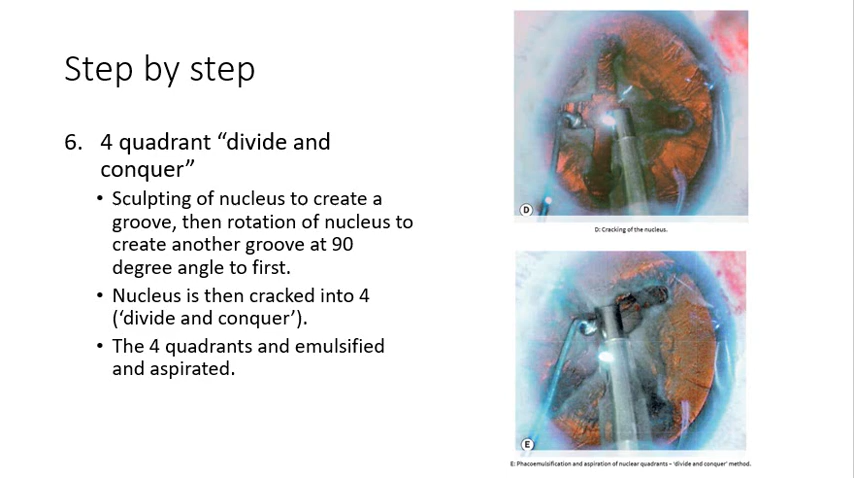 Step by step
6. 4 quadrant “divide and
conquer”
• Sculpting of nucleus to create a
groove, then rotation of nucleus to
create another groove at 90
degree angle to first.
• Nucleus is then cracked into 4
(‘divide and conquer’).
• The 4 quadrants and emulsified
and aspirated.
D
D: Cracking of the nucleus.
E
E: Phacoemulsification and aspiration of nuclear quadrants – ‘divide and conquer’ method.